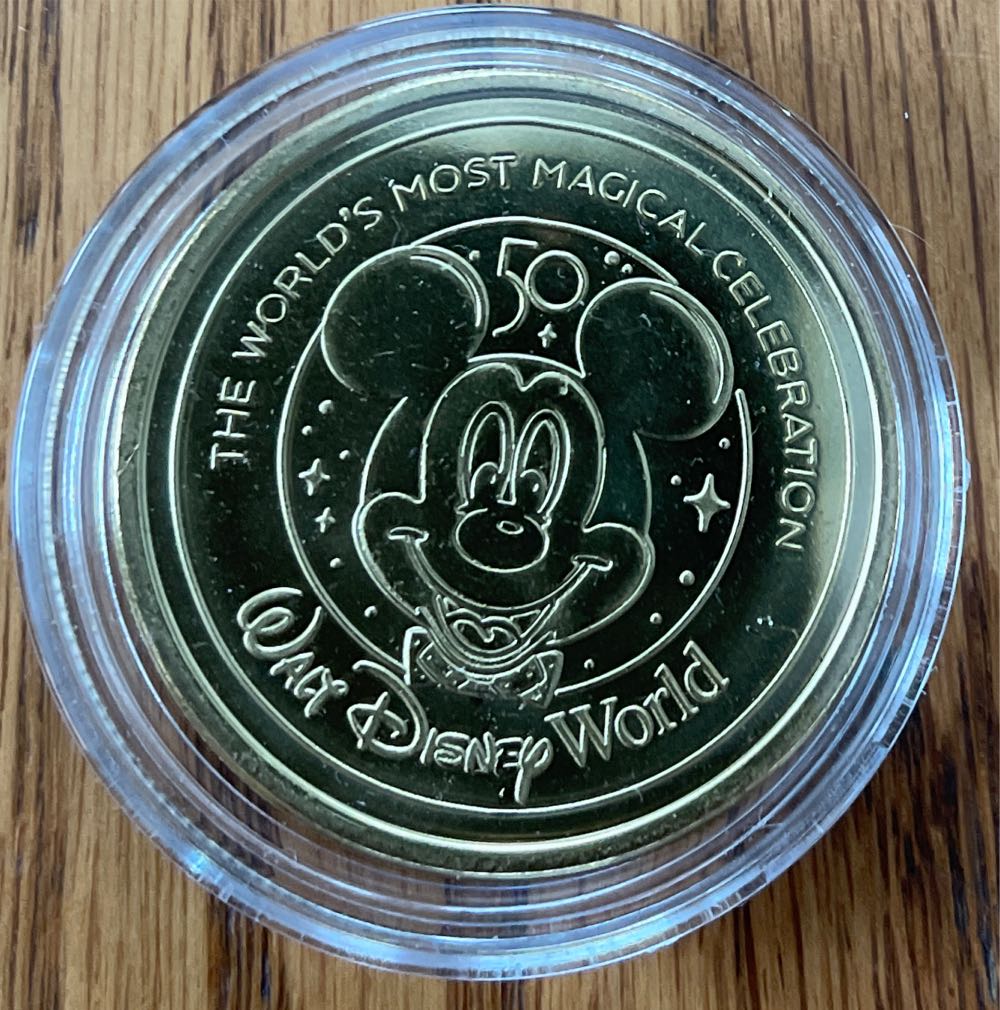 THE WORLD'S MOST MAGICAL CELEBRATION
50
WALT DISNEY World